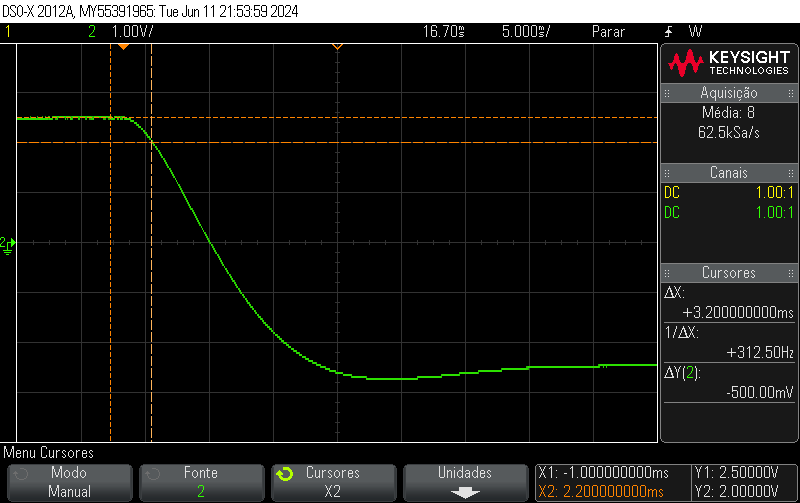 DSO-X 2012A, MY55391965: Tue Jun 11 21:53:59 2024
1 2 1.00V/ 16.70s 5.000s/ Parar W
KEYSIGHT
TECHNOLOGIES
Aquisição
Média: 8
62.5kSa/s
Canais
DC 1.00:1
DC 1.00:1
Cursores
ΔX:
+3.200000000ms
1/ΔX:
+312.50Hz
ΔY(2):
-500.00mV
2
Menu Cursores
Modo
Manual
Fonte
2
Cursores
X2
Unidades
X1: -1.000000000ms
X2: 2.200000000ms
Y1: 2.50000V
Y2: 2.00000V